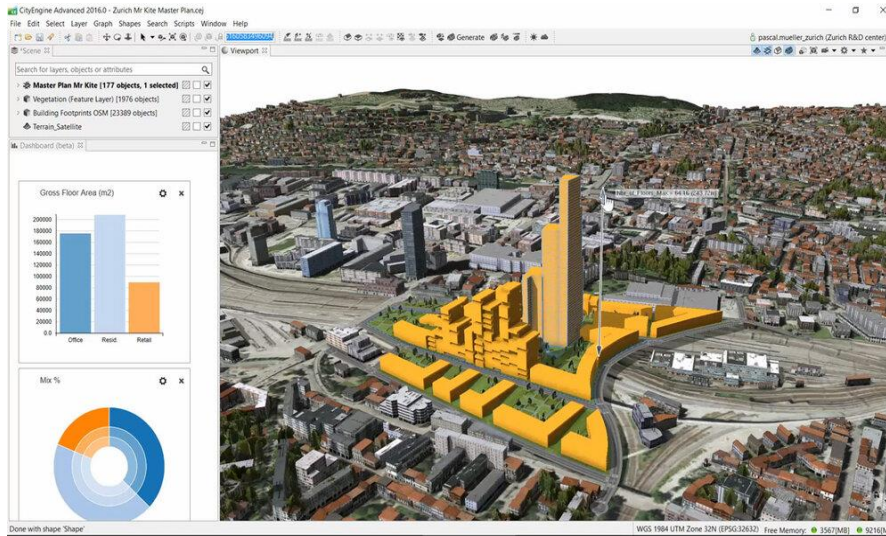 CityEngine Advanced 2016.0 - Zurich Mr Kite Master Plan.cej
File Edit Select Layer Graph Shapes Search Scripts Window Help
Generate
pascal.mueller_zurich (Zurich R&D center)
*Scene
Search for layers, objects or attributes
Master Plan Mr Kite [177 objects, 1 selected]
Vegetation (Feature Layer) [1976 objects]
Building Footprints OSM [23389 objects]
Terrain_Satellite
Dashboard (beta)
Viewport
Gross Floor Area (m2)
200000
180000
160000
140000
120000
100000
80000
60000
40000
20000
0.0
Office Resid. Retail
Mix %
Done with shape 'Shape'
WGS 1984 UTM Zone 32N (EPSG:32632) Free Memory: 3567[MB] 9216[M